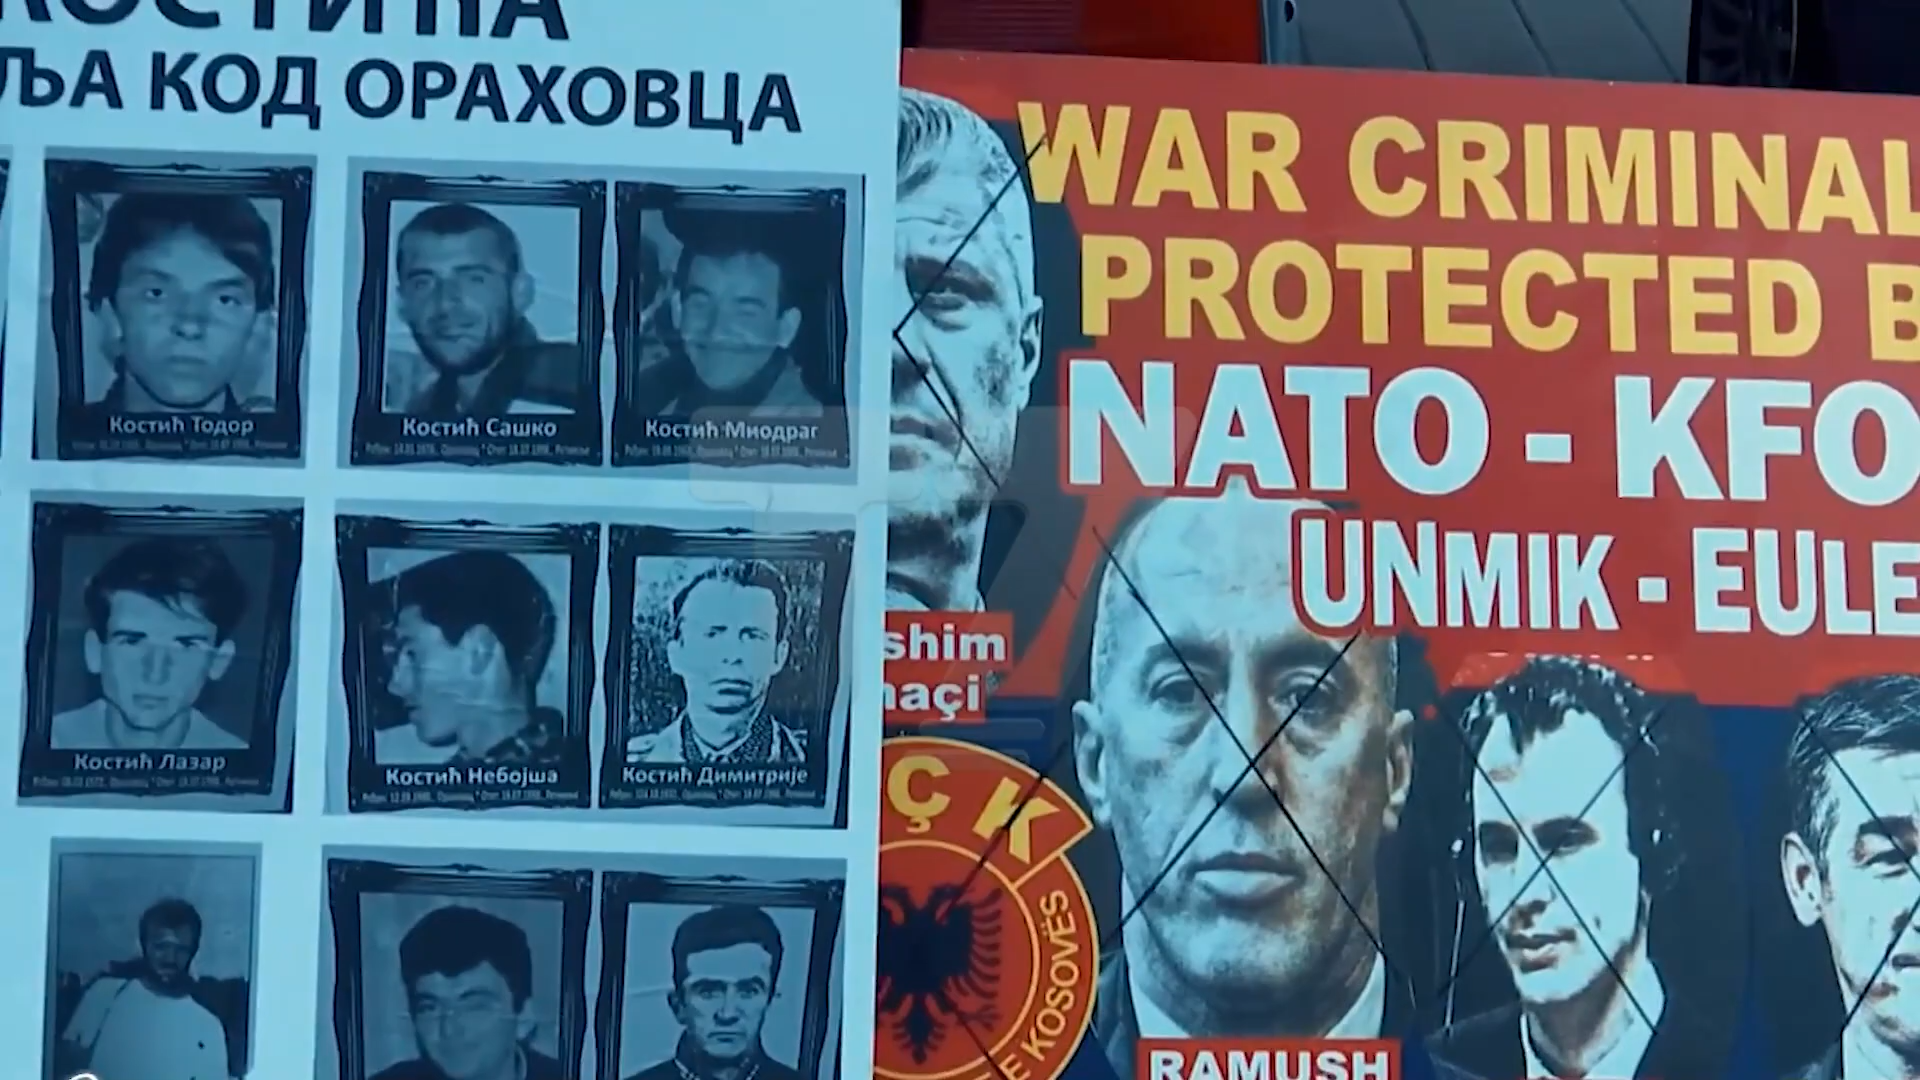 КОСТИЋА
ЉА КОД ОРАХОВЦА
Костић Тодор
Костић Сашко
Костић Миодраг
Костић Лазар
Костић Небојша
Костић Димитрије
WAR CRIMINAL
PROTECTED B
NATO - KFO
UNMIK - EULE
shim
açi
ÇK
E KOSOVËS
RAMUSH